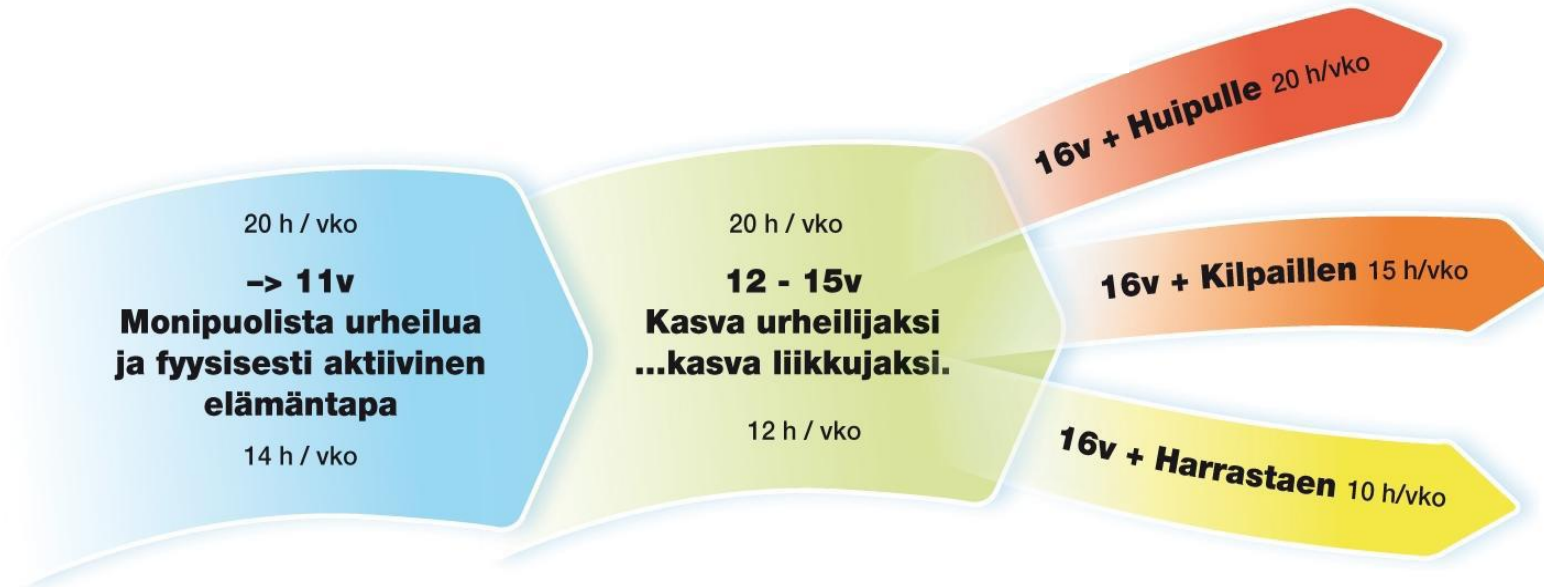 20 h / vko
–> 11v
Monipuolista urheilua
ja fyysisesti aktiivinen
elämäntapa
14 h / vko
20 h / vko
12 - 15v
Kasva urheilijaksi
...kasva liikkujaksi.
12 h / vko
16v + Huipulle 20 h/vko
16v + Kilpaillen 15 h/vko
16v + Harrastaen 10 h/vko